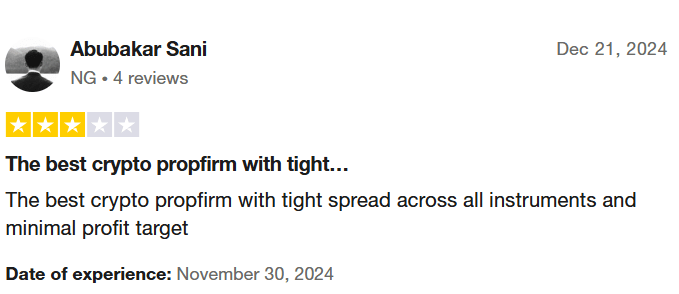 Abubakar Sani
Dec 21, 2024
NG • 4 reviews
The best crypto propfirm with tight…
The best crypto propfirm with tight spread across all instruments and
minimal profit target
Date of experience: November 30, 2024